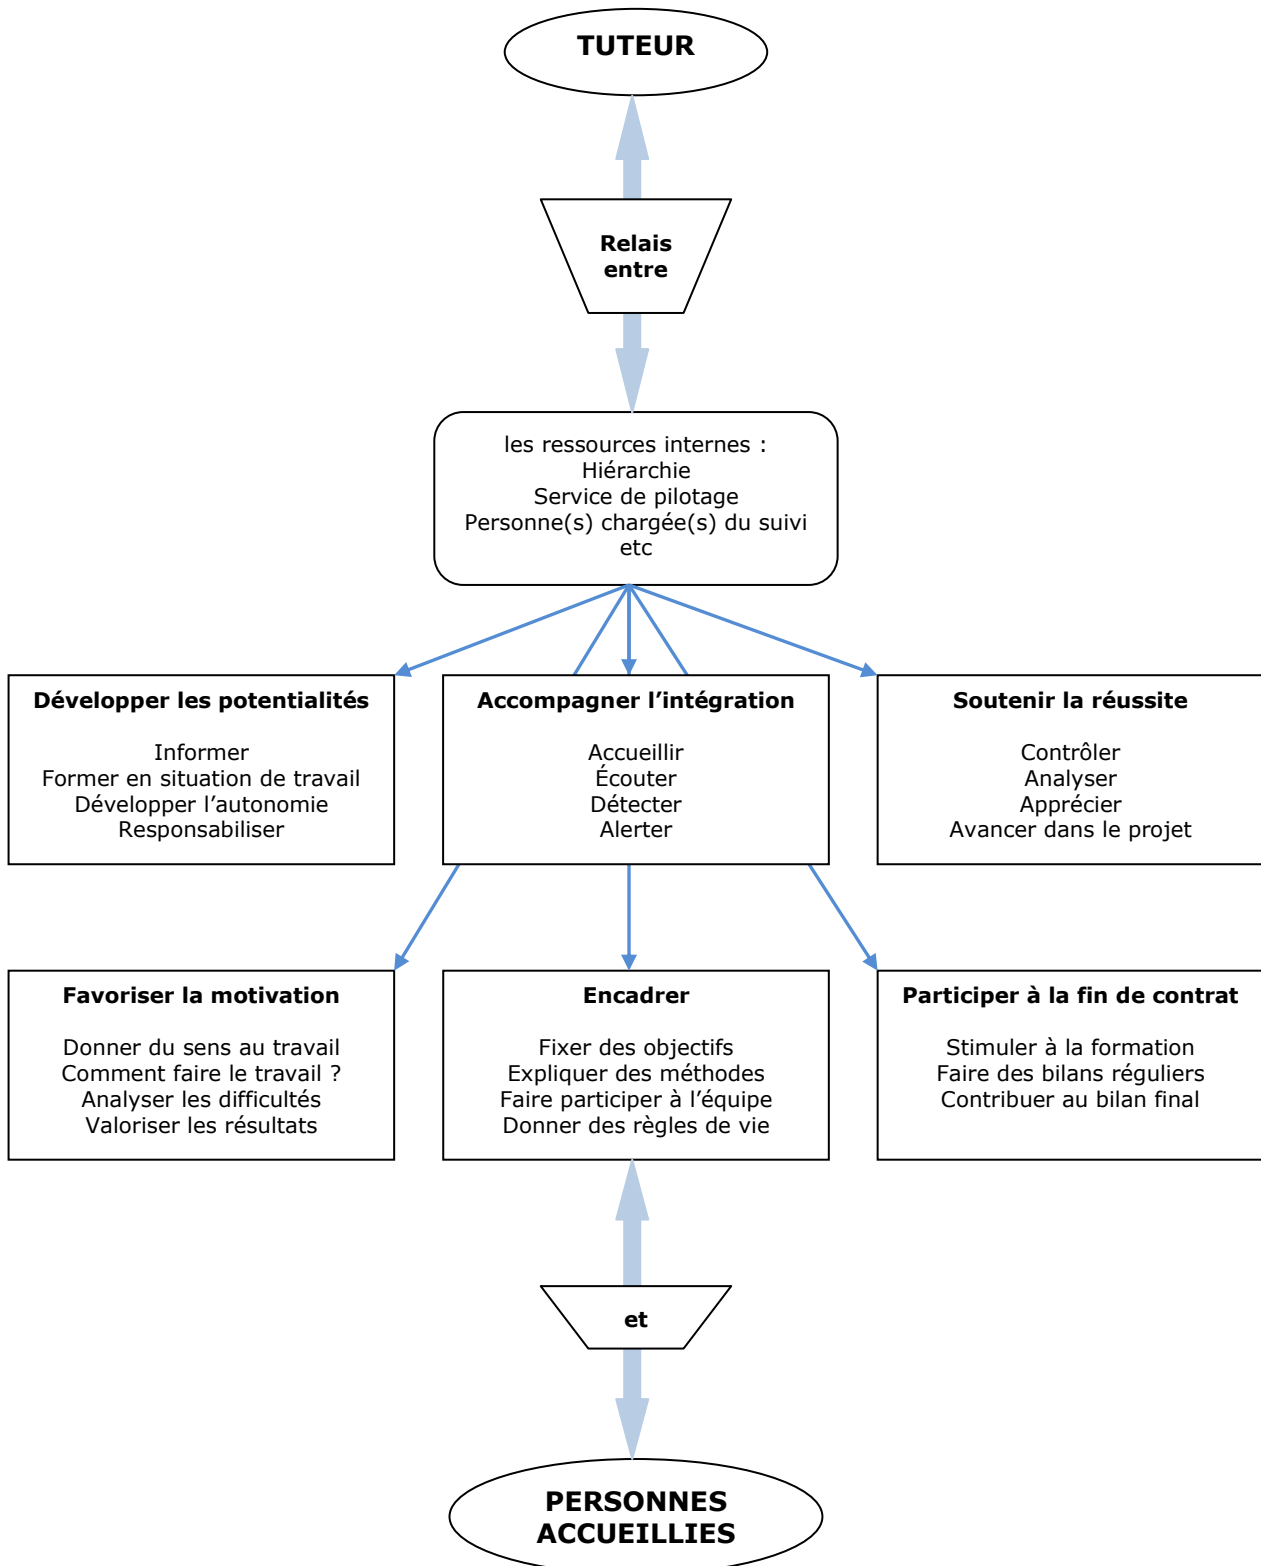 TUTEUR
Relais
entre
les ressources internes :
Hiérarchie
Service de pilotage
Personne(s) chargée(s) du suivi
etc
Développer les potentialités
Informer
Former en situation de travail
Développer l’autonomie
Responsabiliser
Accompagner l’intégration
Accueillir
Écouter
Détecter
Alerter
Soutenir la réussite
Contrôler
Analyser
Apprécier
Avancer dans le projet
Favoriser la motivation
Donner du sens au travail
Comment faire le travail ?
Analyser les difficultés
Valoriser les résultats
Encadrer
Fixer des objectifs
Expliquer des méthodes
Faire participer à l’équipe
Donner des règles de vie
Participer à la fin de contrat
Stimuler à la formation
Faire des bilans réguliers
Contribuer au bilan final
et
PERSONNES
ACCUEILLIES